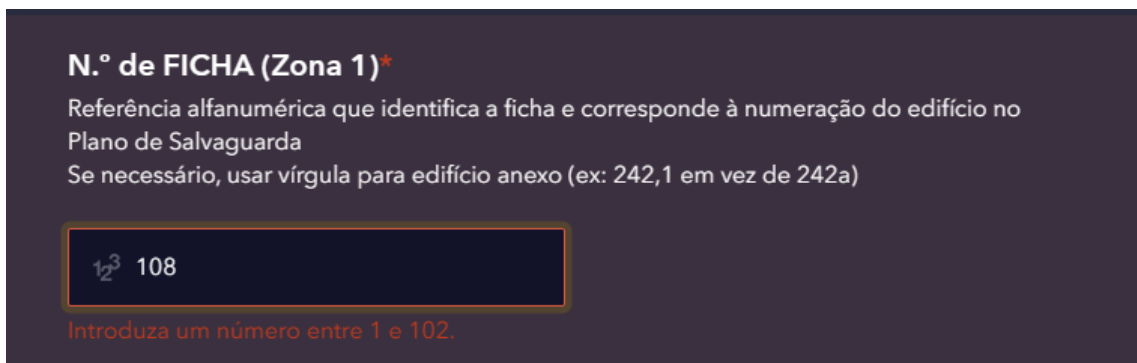 N.º de FICHA (Zona 1)*
Referência alfanumérica que identifica a ficha e corresponde à numeração do edifício no
Plano de Salvaguarda
Se necessário, usar vírgula para edifício anexo (ex: 242,1 em vez de 242a)
123 108
Introduza um número entre 1 e 102.